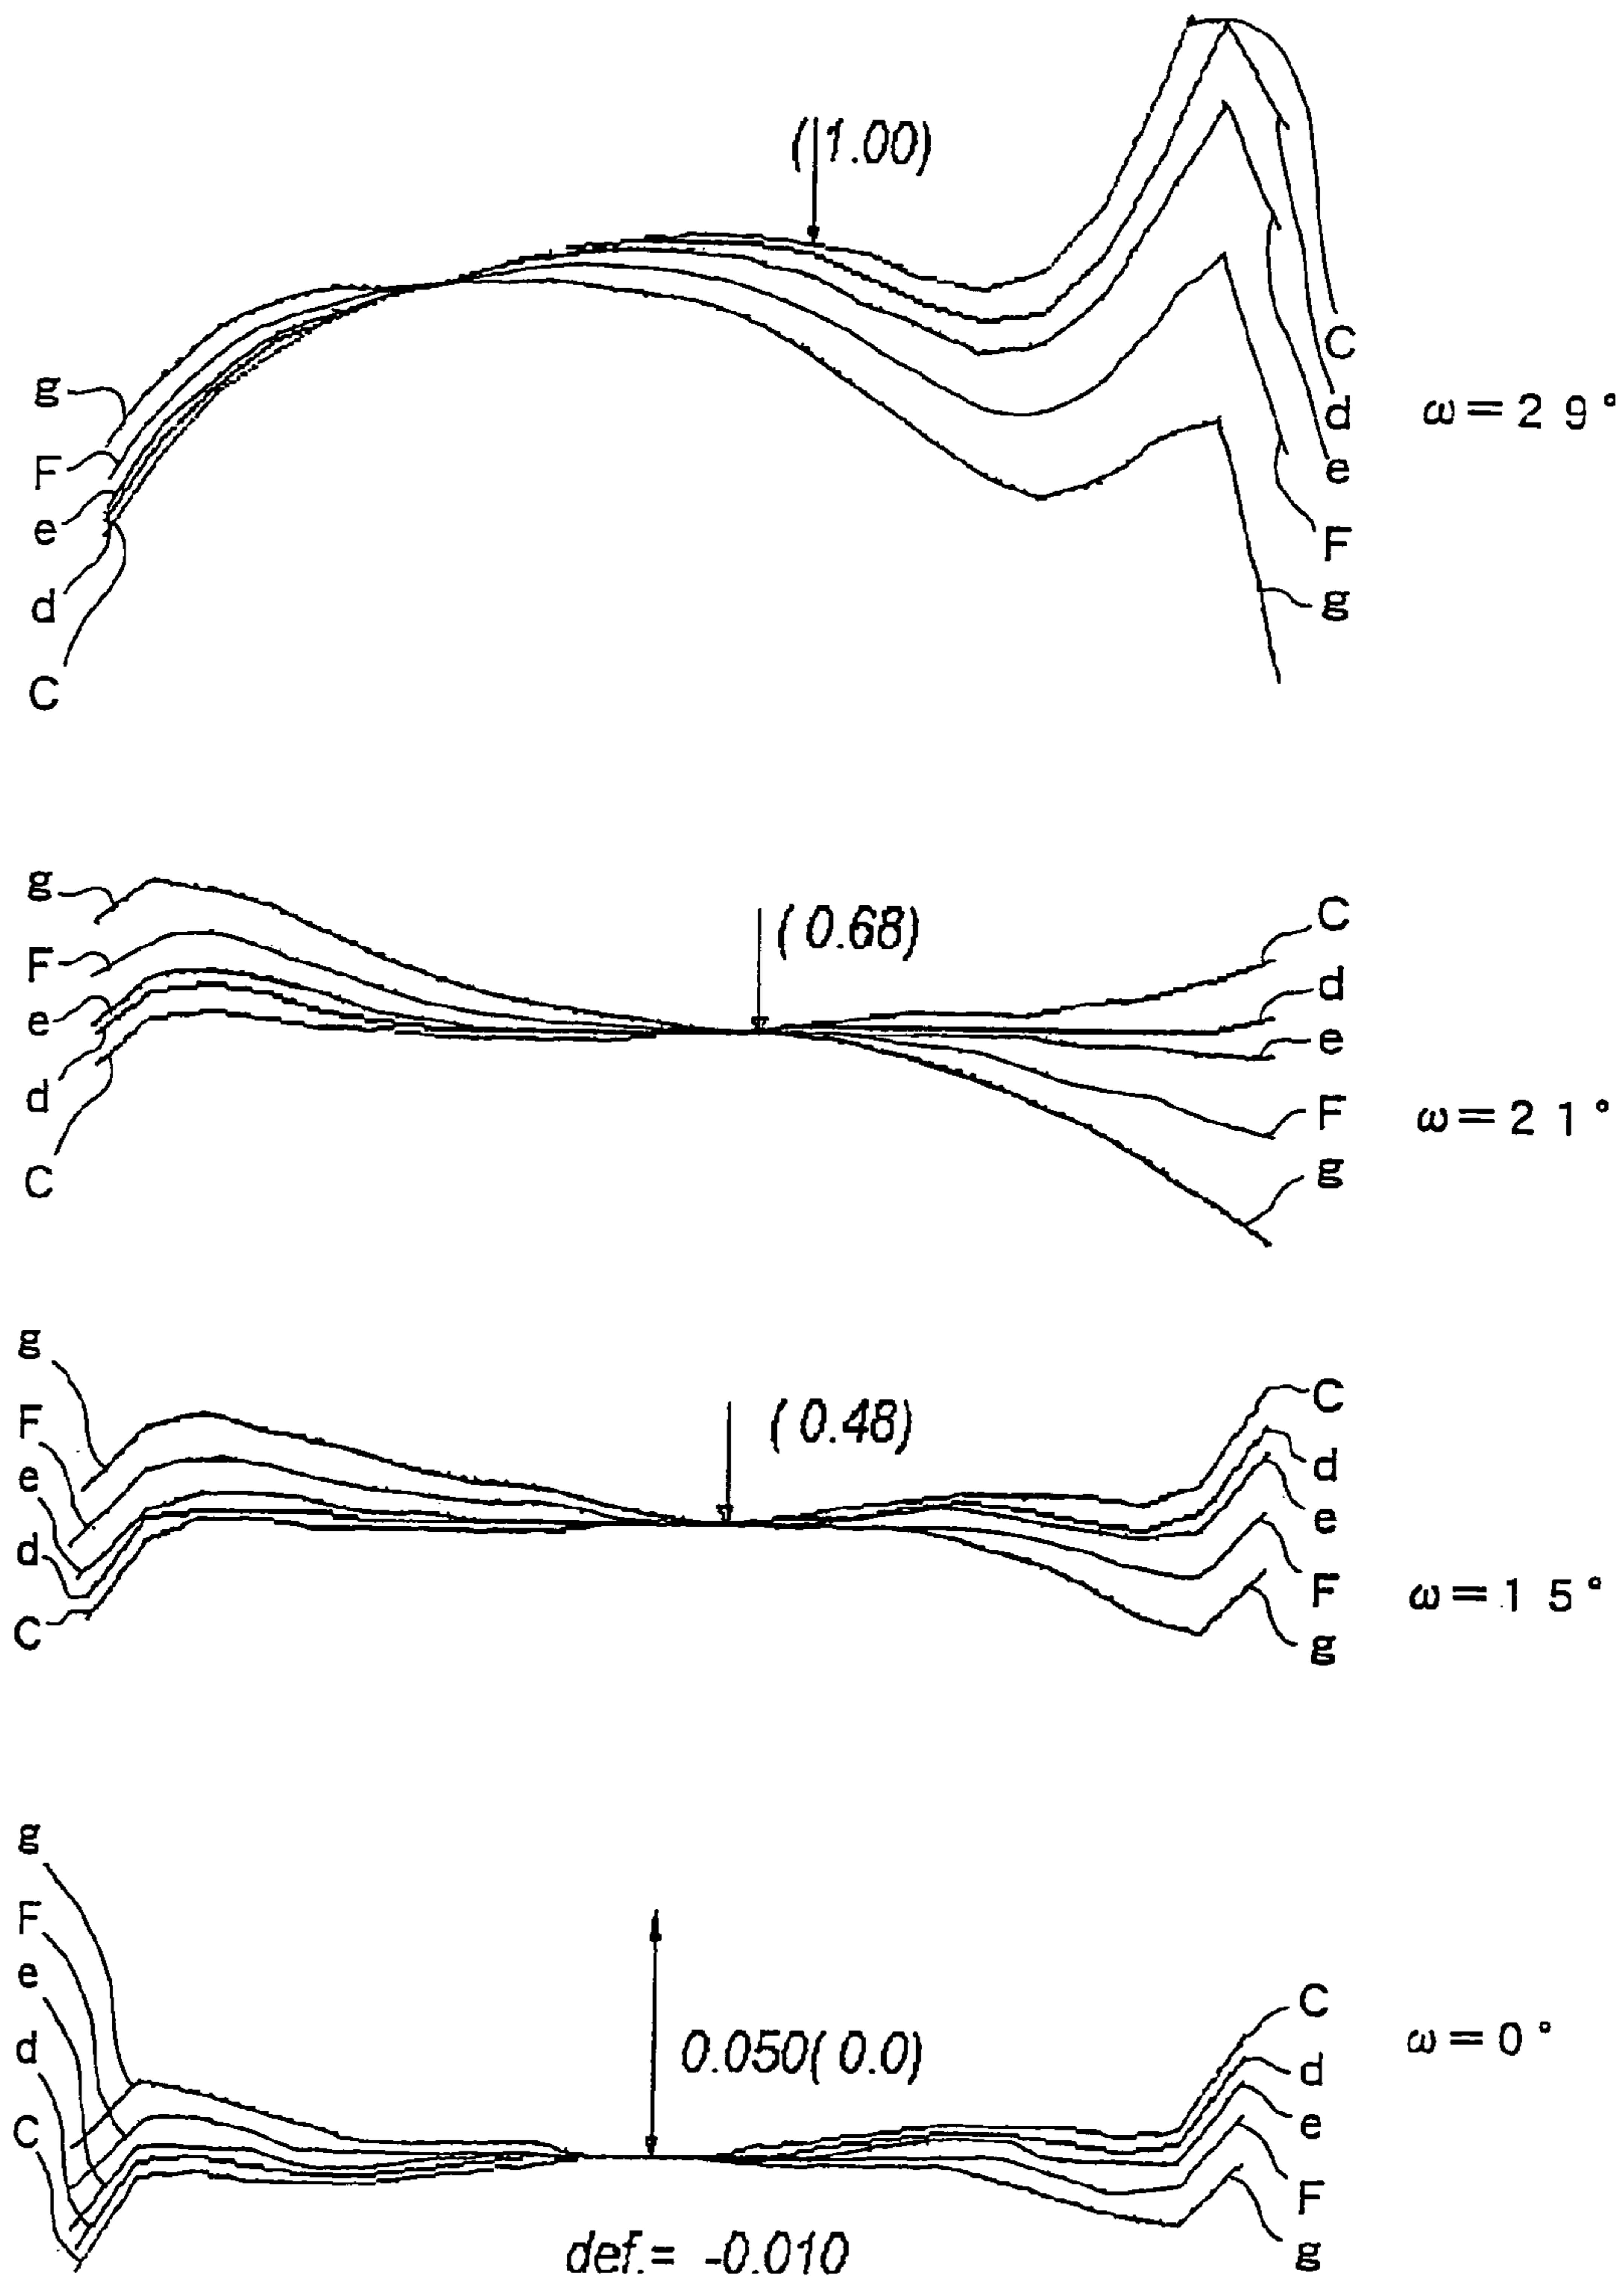 (1.00)
g
F
e
d
C
C
d
e
F
g
ω=29°
g
F
e
d
C
(0.68)
C
d
e
F
g
ω=21°
g
F
e
d
C
(0.48)
C
d
e
F
g
ω=15°
g
F
e
d
C
0.050(0.0)
C
d
e
F
g
ω=0°
def.= -0.010